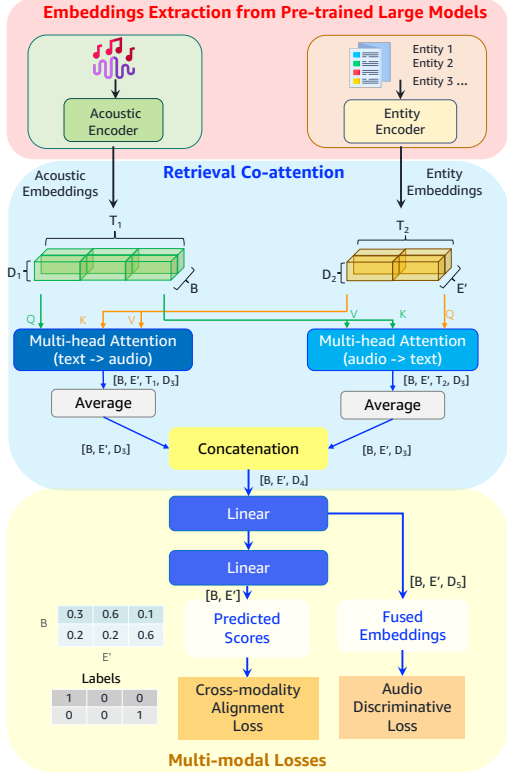 Embeddings Extraction from Pre-trained Large Models
Entity 1
Entity 2
Entity 3 ...
Acoustic
Encoder
Entity
Encoder
Retrieval Co-attention
Acoustic
Embeddings
Entity
Embeddings
T₁
T₂
D₁
B
D₂
E'
Q
K
V
V
K
Q
Multi-head Attention
(text -> audio)
Multi-head Attention
(audio -> text)
[B, E', T₁, D₃]
[B, E', T₂, D₃]
Average
Average
[B, E', D₃]
[B, E', D₃]
Concatenation
[B, E', D₄]
Linear
Linear
[B, E']
[B, E', D₅]
B
0.3 0.6 0.1
0.2 0.2 0.6
E'
Predicted
Scores
Fused
Embeddings
Labels
1 0 0
0 0 1
Cross-modality
Alignment
Loss
Audio
Discriminative
Loss
Multi-modal Losses